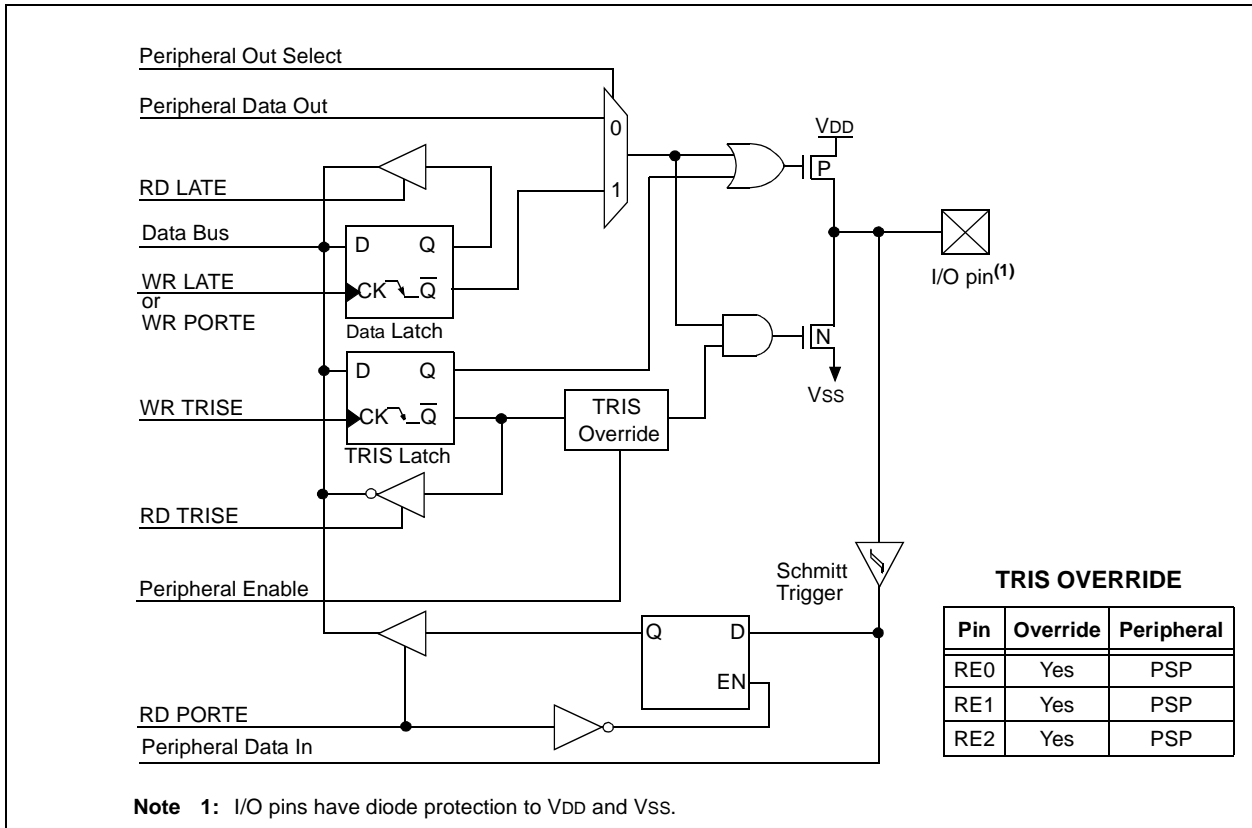 Peripheral Out Select
Peripheral Data Out
0
1
VDD
P
RD LATE
Data Bus
D Q
WR LATE
or
WR PORTE
CK Q̅
Data Latch
I/O pin(1)
N
VSS
D Q
WR TRISE
CK Q̅
TRIS Latch
TRIS
Override
RD TRISE
Peripheral Enable
Schmitt
Trigger
Q D
EN
RD PORTE
Peripheral Data In
TRIS OVERRIDE
Pin Override Peripheral
RE0 Yes PSP
RE1 Yes PSP
RE2 Yes PSP
Note 1: I/O pins have diode protection to VDD and VSS.